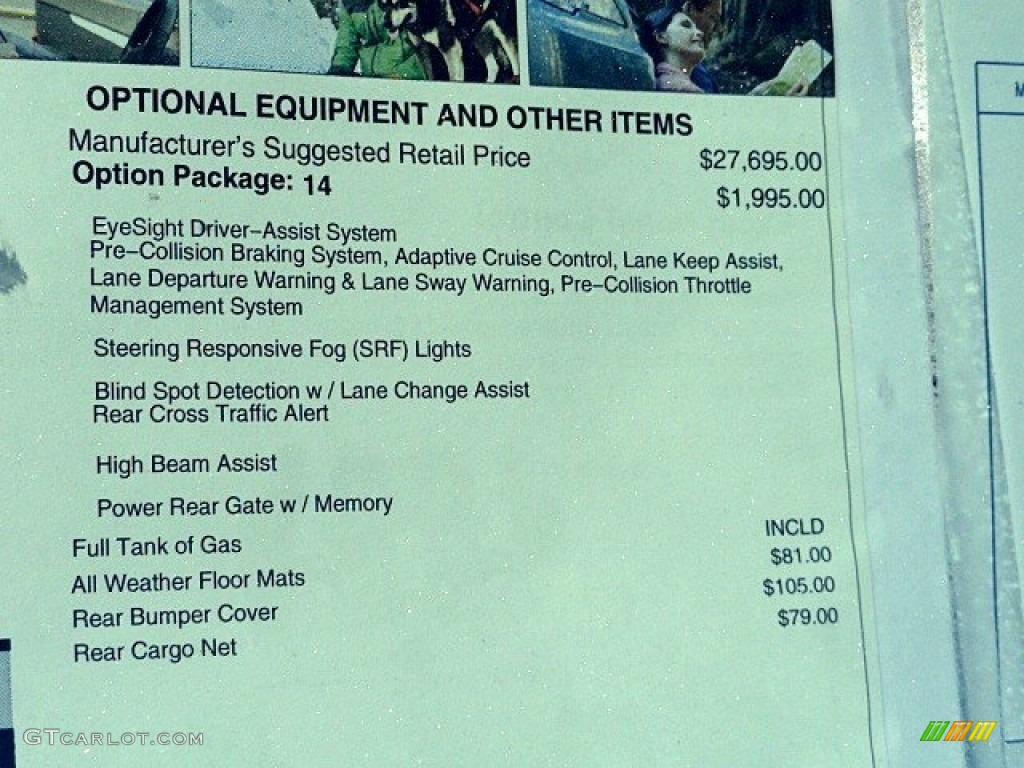 OPTIONAL EQUIPMENT AND OTHER ITEMS
Manufacturer's Suggested Retail Price $27,695.00
Option Package: 14 $1,995.00
EyeSight Driver-Assist System
Pre-Collision Braking System, Adaptive Cruise Control, Lane Keep Assist,
Lane Departure Warning & Lane Sway Warning, Pre-Collision Throttle
Management System
Steering Responsive Fog (SRF) Lights
Blind Spot Detection w / Lane Change Assist
Rear Cross Traffic Alert
High Beam Assist
Power Rear Gate w / Memory
Full Tank of Gas INCLD
All Weather Floor Mats $81.00
Rear Bumper Cover $105.00
Rear Cargo Net $79.00
GTcarlot.com